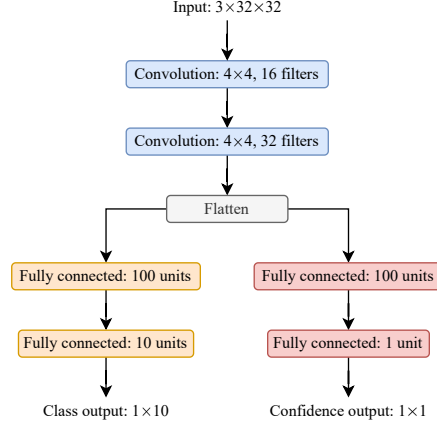 Input: 3×32×32
Convolution: 4×4, 16 filters
Convolution: 4×4, 32 filters
Flatten
Fully connected: 100 units
Fully connected: 100 units
Fully connected: 10 units
Fully connected: 1 unit
Class output: 1×10
Confidence output: 1×1